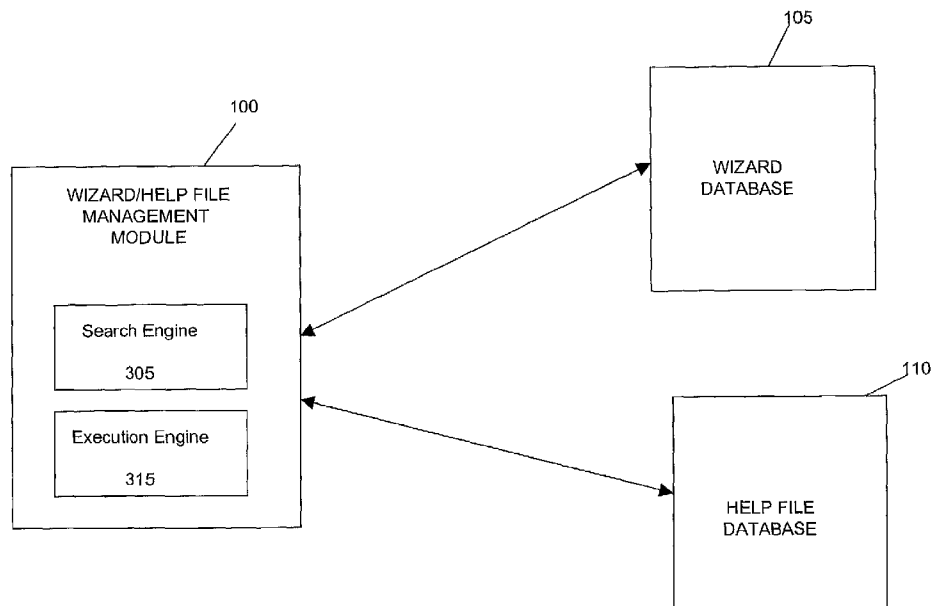 100
WIZARD/HELP FILE
MANAGEMENT
MODULE
Search Engine
305
Execution Engine
315
105
WIZARD
DATABASE
110
HELP FILE
DATABASE